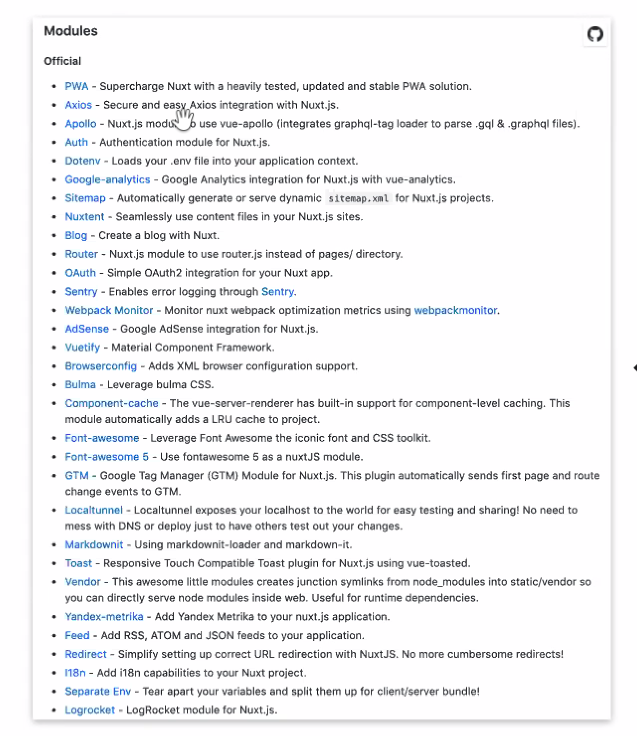 Modules
Official
PWA - Supercharge Nuxt with a heavily tested, updated and stable PWA solution.
Axios - Secure and easy Axios integration with Nuxt.js.
Apollo - Nuxt.js to use vue-apollo (integrates graphql-tag loader to parse .gql & .graphql files).
Auth - Authentication module for Nuxt.js.
Dotenv - Loads your .env file into your application context.
Google-analytics - Google Analytics integration for Nuxt.js with vue-analytics.
Sitemap - Automatically generate or serve dynamic sitemap.xml for Nuxt.js projects.
Nuxtent - Seamlessly use content files in your Nuxt.js sites.
Blog - Create a blog with Nuxt.
Router - Nuxt.js module to use router.js instead of pages/ directory.
OAuth - Simple OAuth2 integration for your Nuxt app.
Sentry - Enables error logging through Sentry.
Webpack Monitor - Monitor nuxt webpack optimization metrics using webpackmonitor.
AdSense - Google AdSense integration for Nuxt.js.
Vuetify - Material Component Framework.
Browserconfig - Adds XML browser configuration support.
Bulma - Leverage bulma CSS.
Component-cache - The vue-server-renderer has built-in support for component-level caching. This
module automatically adds a LRU cache to project.
Font-awesome - Leverage Font Awesome the iconic font and CSS toolkit.
Font-awesome 5 - Use fontawesome 5 as a nuxtJS module.
GTM - Google Tag Manager (GTM) Module for Nuxt.js. This plugin automatically sends first page and route
change events to GTM.
Localtunnel - Localtunnel exposes your localhost to the world for easy testing and sharing! No need to
mess with DNS or deploy just to have others test out your changes.
Markdownit - Using markdownit-loader and markdown-it.
Toast - Responsive Touch Compatible Toast plugin for Nuxt.js using vue-toasted.
Vendor - This awesome little modules creates junction symlinks from node_modules into static/vendor so
you can directly serve node modules inside web. Useful for runtime dependencies.
Yandex-metrika - Add Yandex Metrika to your nuxt.js application.
Feed - Add RSS, ATOM and JSON feeds to your application.
Redirect - Simplify setting up correct URL redirection with NuxtJS. No more cumbersome redirects!
I18n - Add i18n capabilities to your Nuxt project.
Separate Env - Tear apart your variables and split them up for client/server bundle!
Logrocket - LogRocket module for Nuxt.js.